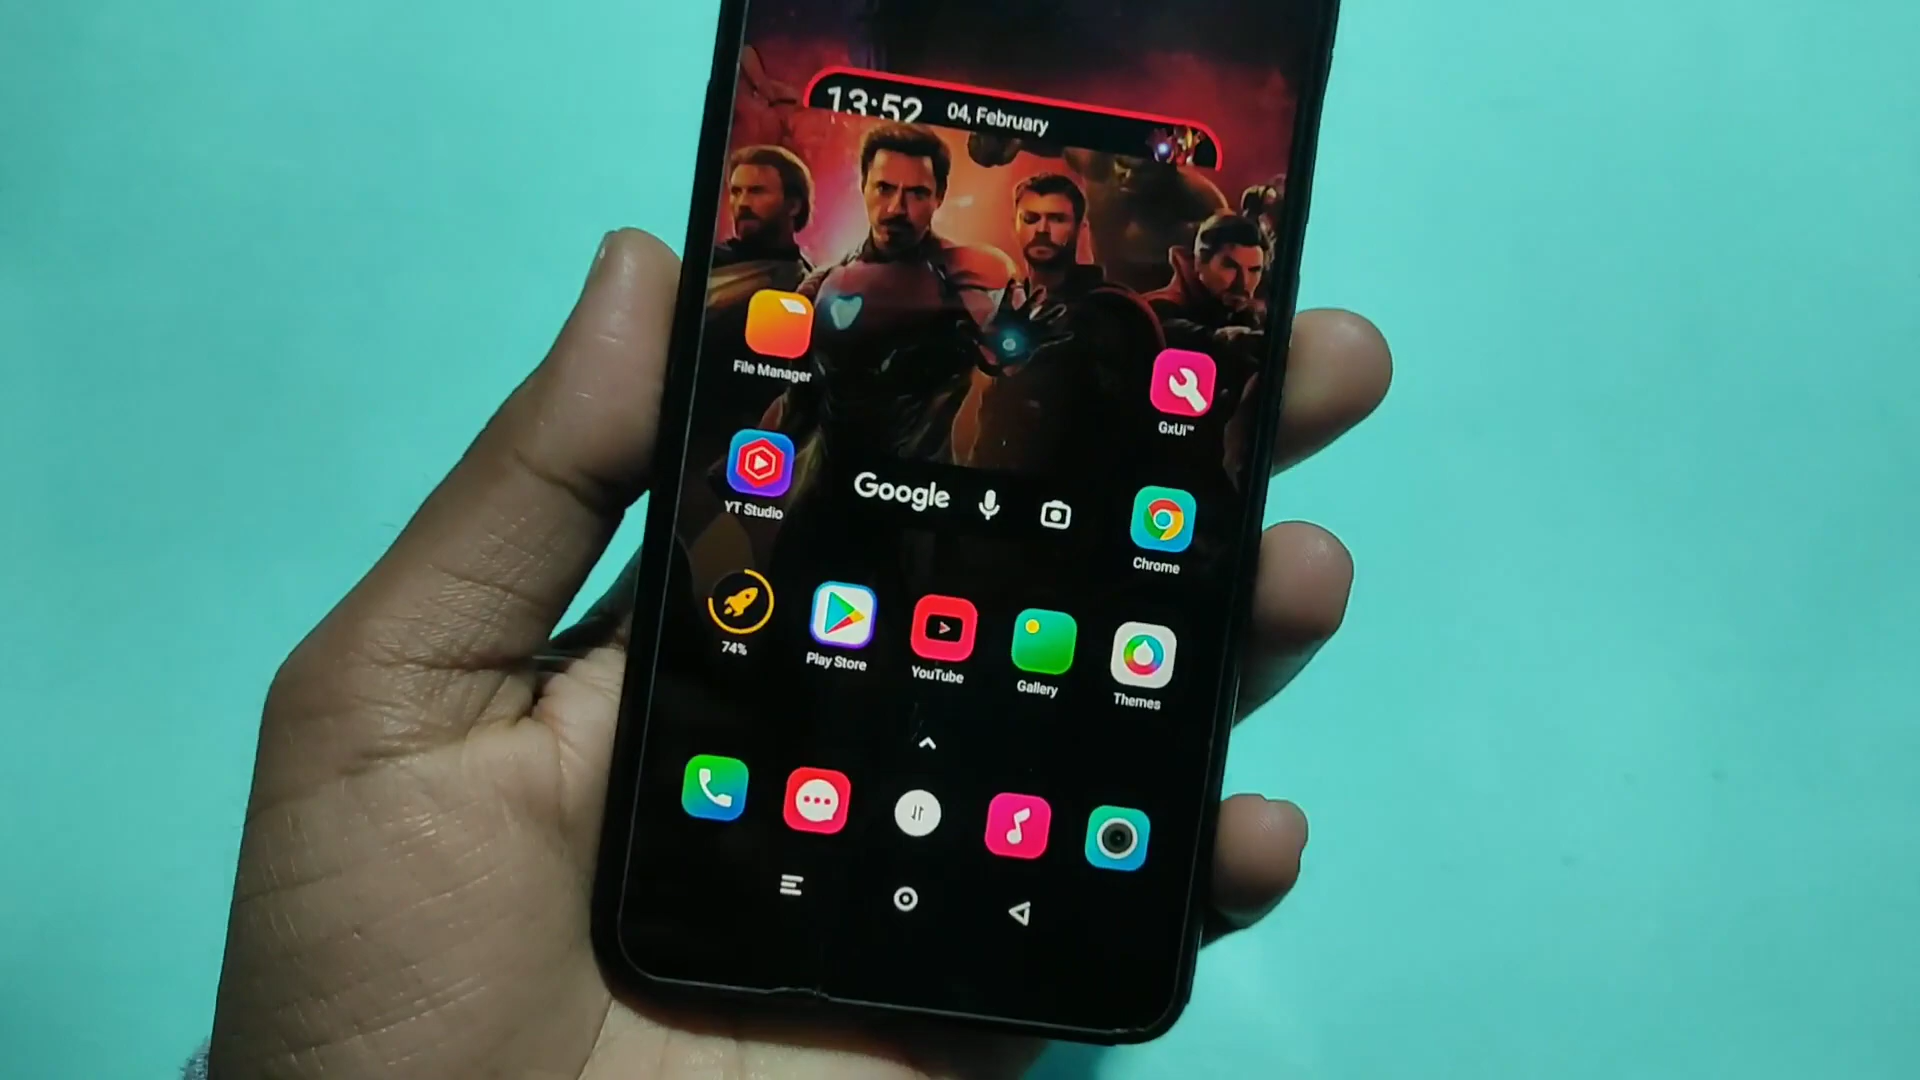 13:52 04, February
File Manager
GxUi™
YT Studio
Google
Chrome
74%
Play Store
YouTube
Gallery
Themes